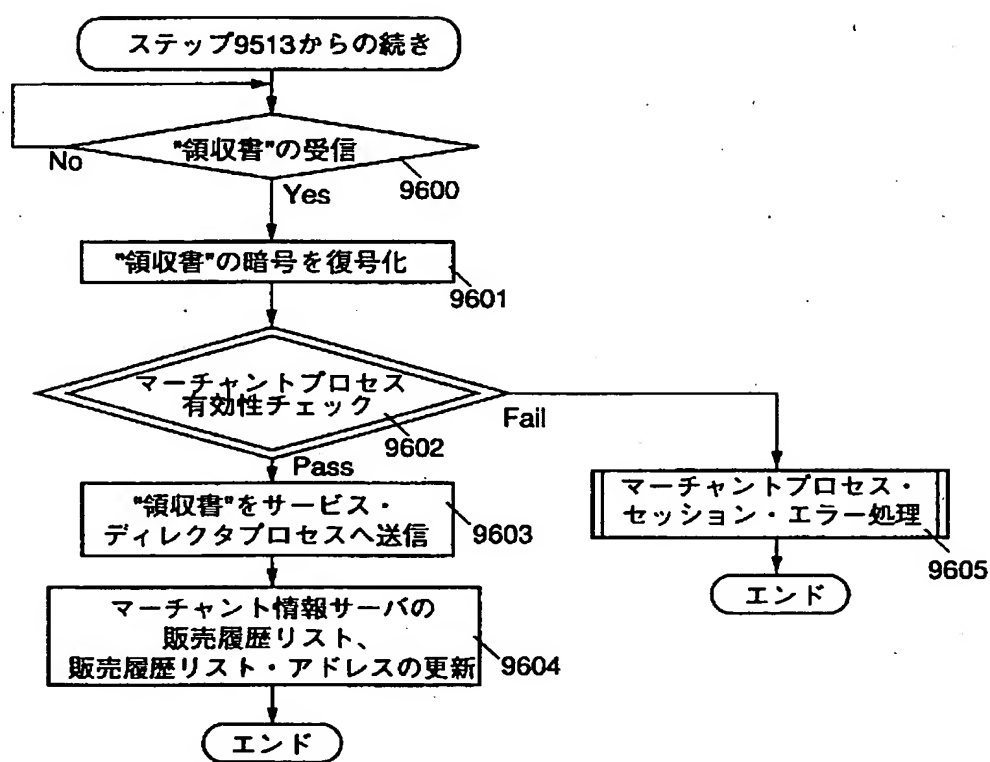 ステップ9513からの続き
"領収書"の受信
No
9600
Yes
"領収書"の暗号を復号化
9601
マーチャントプロセス
有効性チェック
Fail
9602
Pass
"領収書"をサービス・
ディレクタプロセスへ送信
9603
マーチャントプロセス・
セッション・エラー処理
9605
エンド
マーチャント情報サーバの
販売履歴リスト、
販売履歴リスト・アドレスの更新
9604
エンド